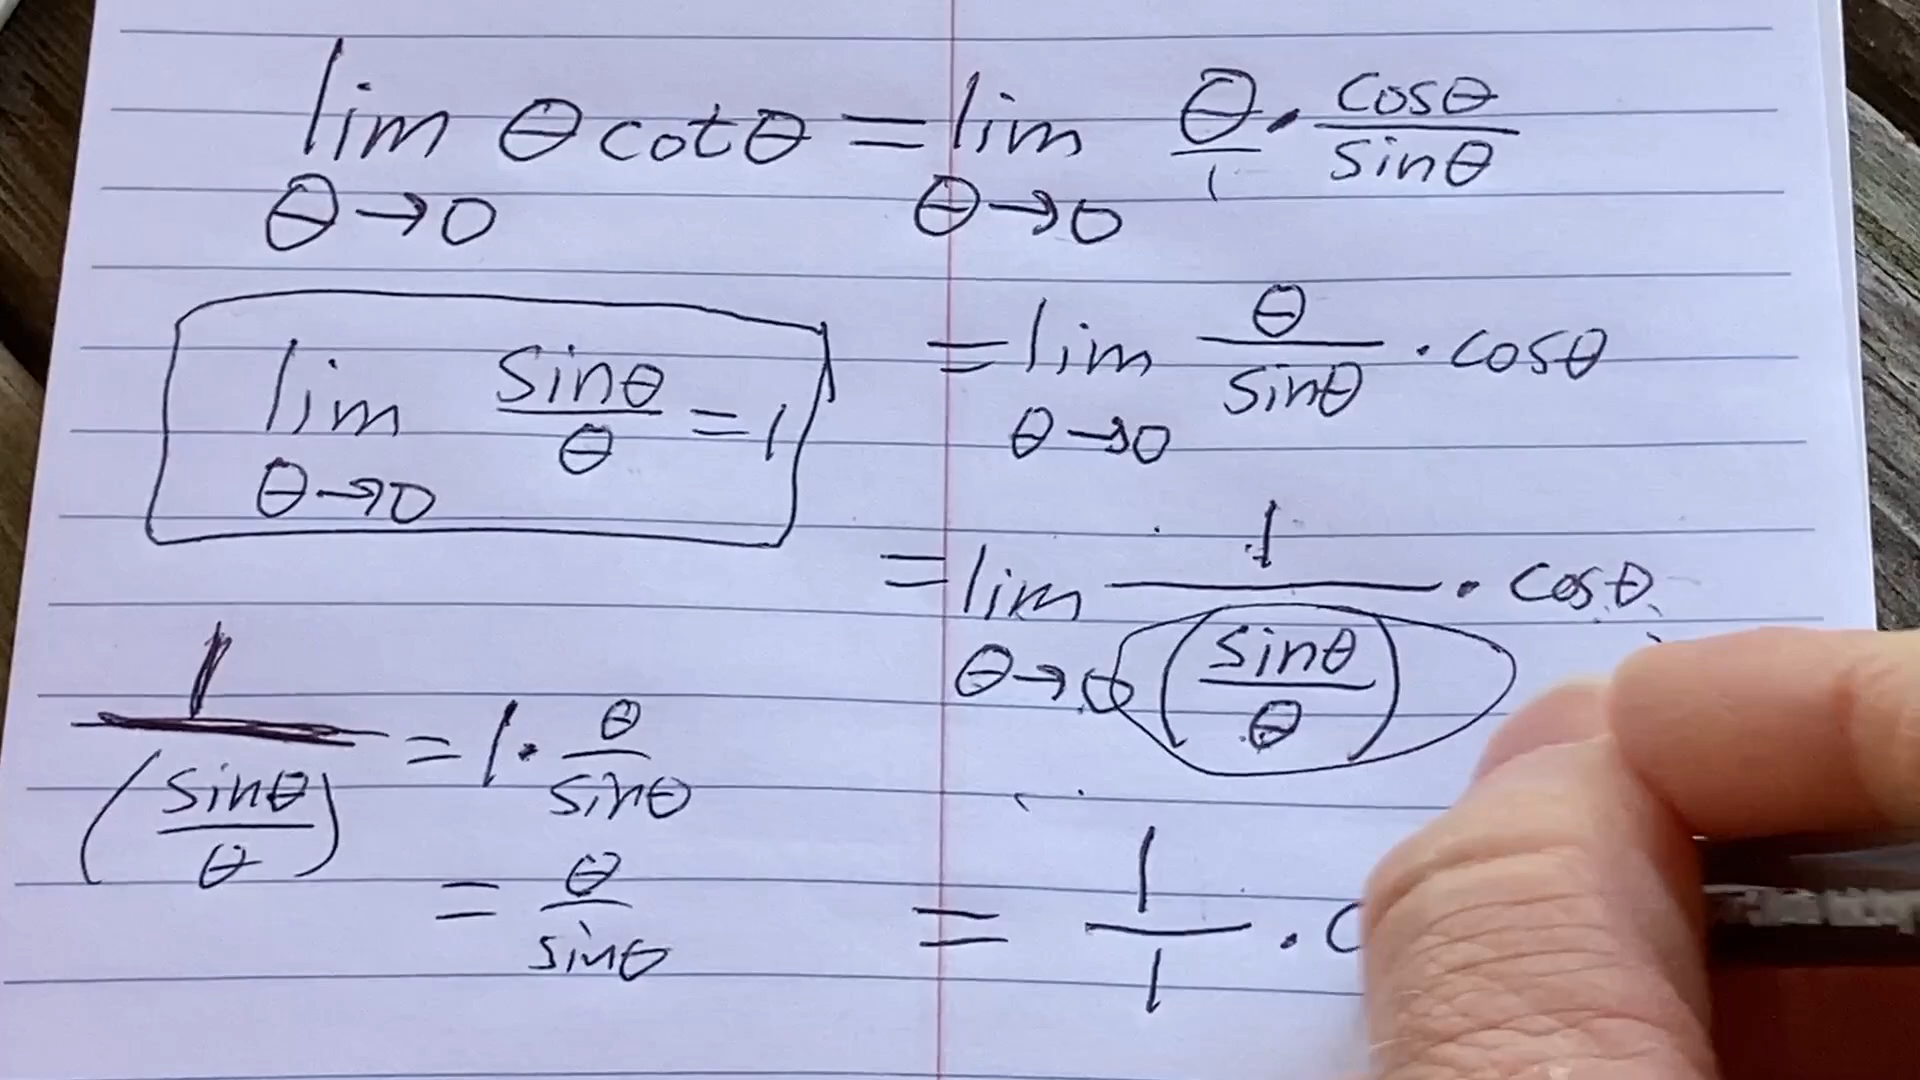 lim θ cot θ = lim θ/1 · cosθ/sinθ
θ→0 θ→0
lim sinθ/θ = 1
θ→0
= lim θ/sinθ · cosθ
θ→0
= lim 1/(sinθ/θ) · cosθ
θ→0
1/(sinθ/θ) = 1 · θ/sinθ
= θ/sinθ
= 1/1 · c